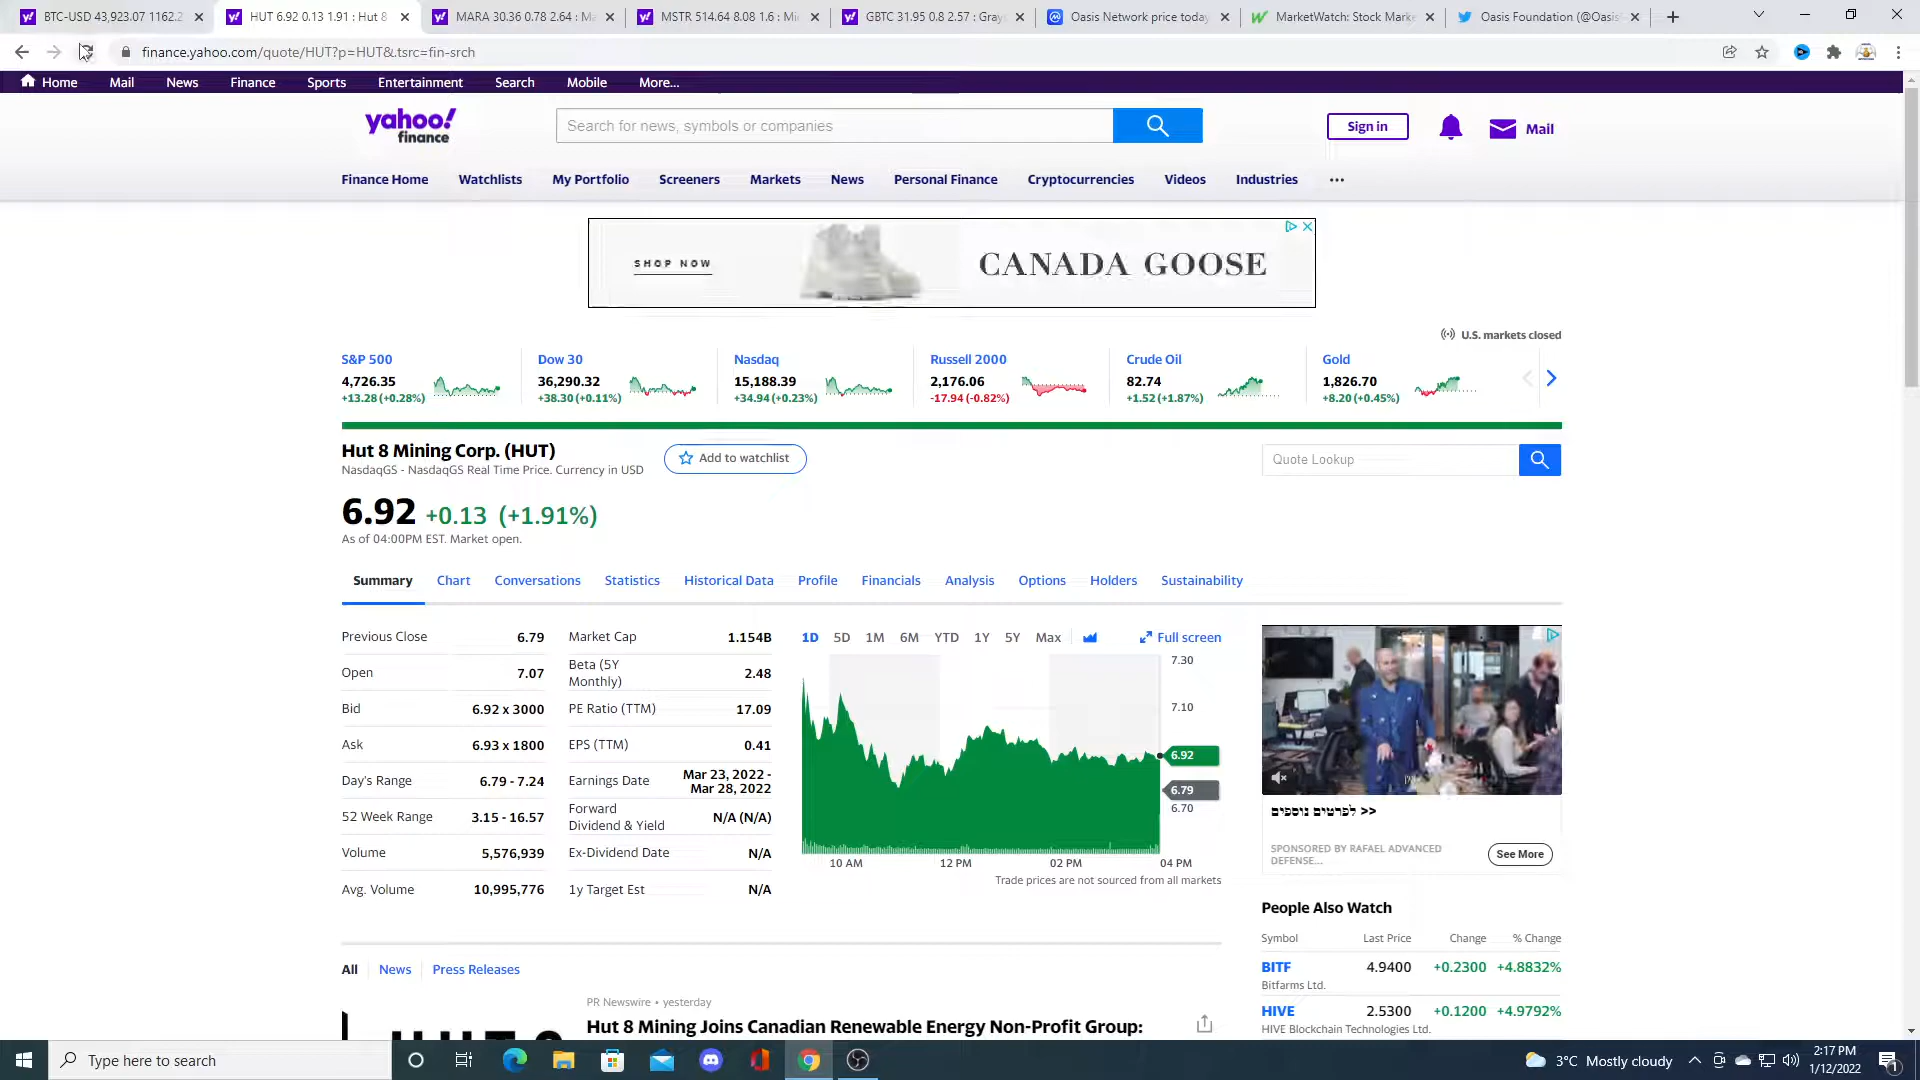 BTC-USD 43,923.07 1162.2
HUT 6.92 0.13 1.91 : Hut 8
MARA 30.36 0.78 2.64 : Ma
MSTR 514.64 8.08 1.6 : Mi
GBTC 31.95 0.8 2.57 : Gray
Oasis Network price today
MarketWatch: Stock Marke
Oasis Foundation (@Oasis
finance.yahoo.com/quote/HUT?p=HUT&.tsrc=fin-srch
Home Mail News Finance Sports Entertainment Search Mobile More...
yahoo!
finance
Search for news, symbols or companies
Sign in
Mail
Finance Home Watchlists My Portfolio Screeners Markets News Personal Finance Cryptocurrencies Videos Industries ...
SHOP NOW
CANADA GOOSE
U.S. markets closed
S&P 500
4,726.35
+13.28 (+0.28%)
Dow 30
36,290.32
+38.30 (+0.11%)
Nasdaq
15,188.39
+34.94 (+0.23%)
Russell 2000
2,176.06
-17.94 (-0.82%)
Crude Oil
82.74
+1.52 (+1.87%)
Gold
1,826.70
+8.20 (+0.45%)
Hut 8 Mining Corp. (HUT)
NasdaqGS - NasdaqGS Real Time Price. Currency in USD
Add to watchlist
Quote Lookup
6.92 +0.13 (+1.91%)
As of 04:00PM EST. Market open.
Summary Chart Conversations Statistics Historical Data Profile Financials Analysis Options Holders Sustainability
Previous Close 6.79
Open 7.07
Bid 6.92 x 3000
Ask 6.93 x 1800
Day's Range 6.79 - 7.24
52 Week Range 3.15 - 16.57
Volume 5,576,939
Avg. Volume 10,995,776
Market Cap 1.154B
Beta (5Y
Monthly) 2.48
PE Ratio (TTM) 17.09
EPS (TTM) 0.41
Earnings Date Mar 23, 2022 -
Mar 28, 2022
Forward
Dividend & Yield N/A (N/A)
Ex-Dividend Date N/A
1y Target Est N/A
1D 5D 1M 6M YTD 1Y 5Y Max
Full screen
7.30
7.10
6.92
6.79
6.70
10 AM 12 PM 02 PM 04 PM
Trade prices are not sourced from all markets
לפרטים נוספים >>
SPONSORED BY RAFAEL ADVANCED
DEFENSE...
See More
People Also Watch
Symbol Last Price Change % Change
BITF 4.9400 +0.2300 +4.8832%
Bitfarms Ltd.
HIVE 2.5300 +0.1200 +4.9792%
HIVE Blockchain Technologies Ltd.
All News Press Releases
PR Newswire • yesterday
Hut 8 Mining Joins Canadian Renewable Energy Non-Profit Group:
Type here to search
3°C Mostly cloudy
2:17 PM
1/12/2022
1